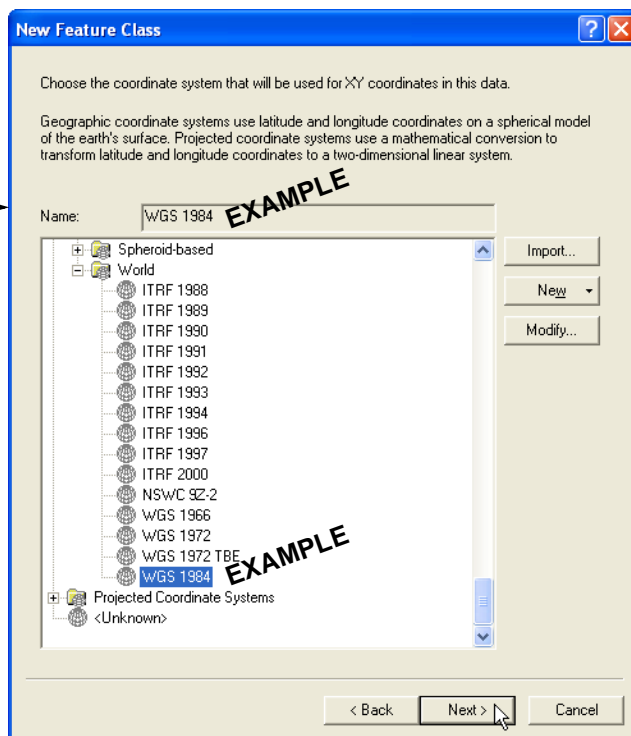 New Feature Class
Choose the coordinate system that will be used for XY coordinates in this data.
Geographic coordinate systems use latitude and longitude coordinates on a spherical model
of the earth's surface. Projected coordinate systems use a mathematical conversion to
transform latitude and longitude coordinates to a two-dimensional linear system.
Name: WGS 1984 EXAMPLE
Spheroid-based
World
ITRF 1988
ITRF 1989
ITRF 1990
ITRF 1991
ITRF 1992
ITRF 1993
ITRF 1994
ITRF 1996
ITRF 1997
ITRF 2000
NSWC 9Z-2
WGS 1966
WGS 1972
WGS 1972 TBE
WGS 1984 EXAMPLE
Projected Coordinate Systems
<Unknown>
Import...
New
Modify...
< Back
Next >
Cancel